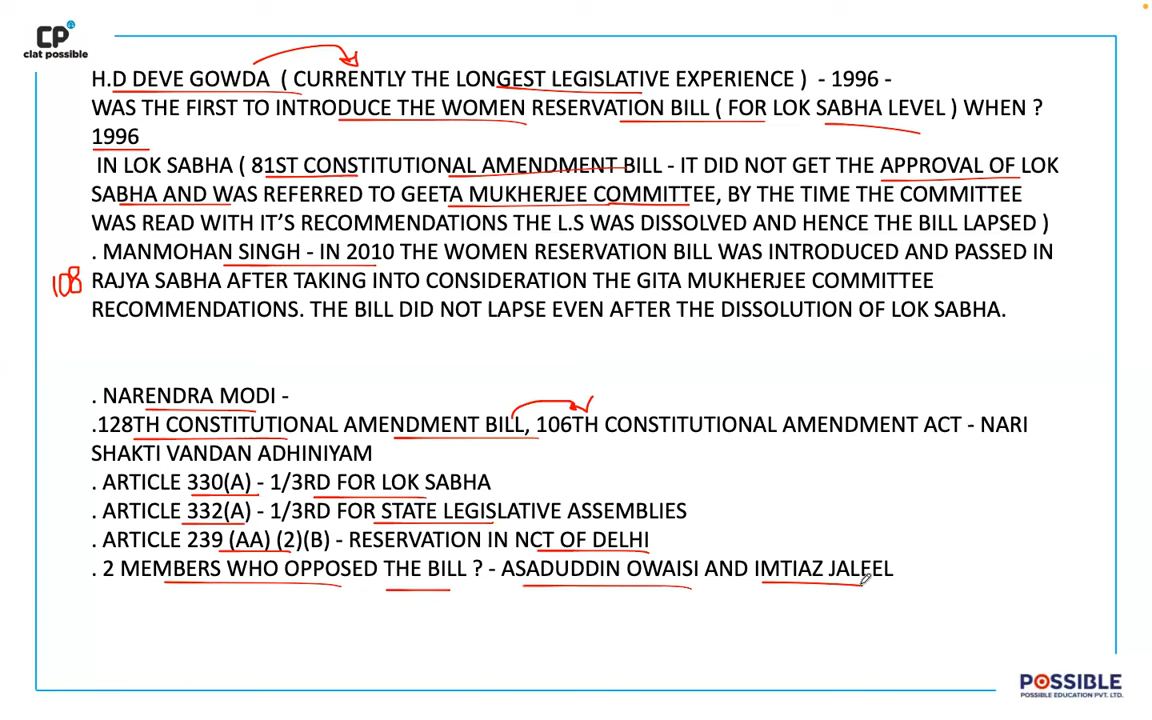 CP
clat possible
H.D DEVE GOWDA ( CURRENTLY THE LONGEST LEGISLATIVE EXPERIENCE ) - 1996 -
WAS THE FIRST TO INTRODUCE THE WOMEN RESERVATION BILL ( FOR LOK SABHA LEVEL ) WHEN ?
1996
IN LOK SABHA ( 81ST CONSTITUTIONAL AMENDMENT BILL - IT DID NOT GET THE APPROVAL OF LOK
SABHA AND WAS REFERRED TO GEETA MUKHERJEE COMMITTEE, BY THE TIME THE COMMITTEE
WAS READ WITH IT'S RECOMMENDATIONS THE L.S WAS DISSOLVED AND HENCE THE BILL LAPSED )
. MANMOHAN SINGH - IN 2010 THE WOMEN RESERVATION BILL WAS INTRODUCED AND PASSED IN
108 RAJYA SABHA AFTER TAKING INTO CONSIDERATION THE GITA MUKHERJEE COMMITTEE
RECOMMENDATIONS. THE BILL DID NOT LAPSE EVEN AFTER THE DISSOLUTION OF LOK SABHA.
. NARENDRA MODI -
.128TH CONSTITUTIONAL AMENDMENT BILL, 106TH CONSTITUTIONAL AMENDMENT ACT - NARI
SHAKTI VANDAN ADHINIYAM
. ARTICLE 330(A) - 1/3RD FOR LOK SABHA
. ARTICLE 332(A) - 1/3RD FOR STATE LEGISLATIVE ASSEMBLIES
. ARTICLE 239 (AA) (2)(B) - RESERVATION IN NCT OF DELHI
. 2 MEMBERS WHO OPPOSED THE BILL ? - ASADUDDIN OWAISI AND IMTIAZ JALEEL
POSSIBLE
POSSIBLE EDUCATION PVT. LTD.